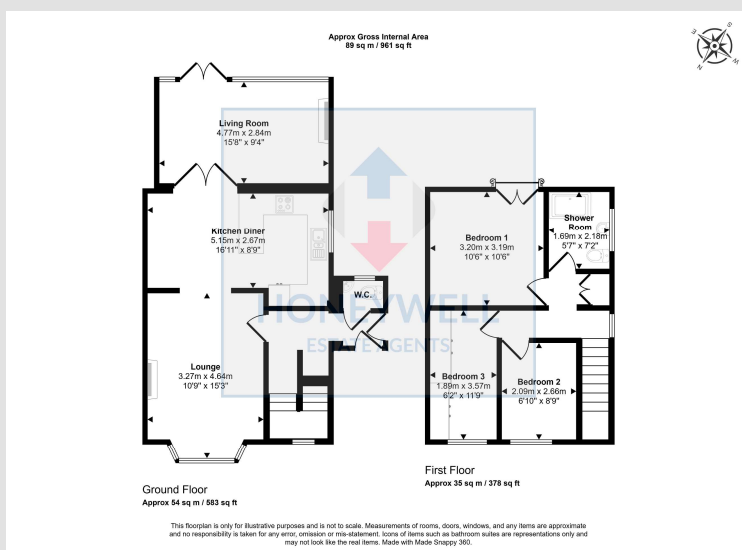 Approx Gross Internal Area
89 sq m / 961 sq ft
S
E
W
N
Living Room
4.77m x 2.84m
15'8" x 9'4"
Kitchen Diner
5.15m x 2.67m
16'11" x 8'9"
W.C.
HONEYWELL
ESTATE AGENTS
Lounge
3.27m x 4.64m
10'9" x 15'3"
Bedroom 1
3.20m x 3.19m
10'6" x 10'6"
Shower
Room
1.69m x 2.18m
5'7" x 7'2"
Bedroom 3
1.89m x 3.57m
6'2" x 11'9"
Bedroom 2
2.09m x 2.66m
6'10" x 8'9"
Ground Floor
Approx 54 sq m / 583 sq ft
First Floor
Approx 35 sq m / 378 sq ft
This floorplan is only for illustrative purposes and is not to scale. Measurements of rooms, doors, windows, and any items are approximate
and no responsibility is taken for any error, omission or mis-statement. Icons of items such as bathroom suites are representations only and
may not look like the real items. Made with Made Snappy 360.